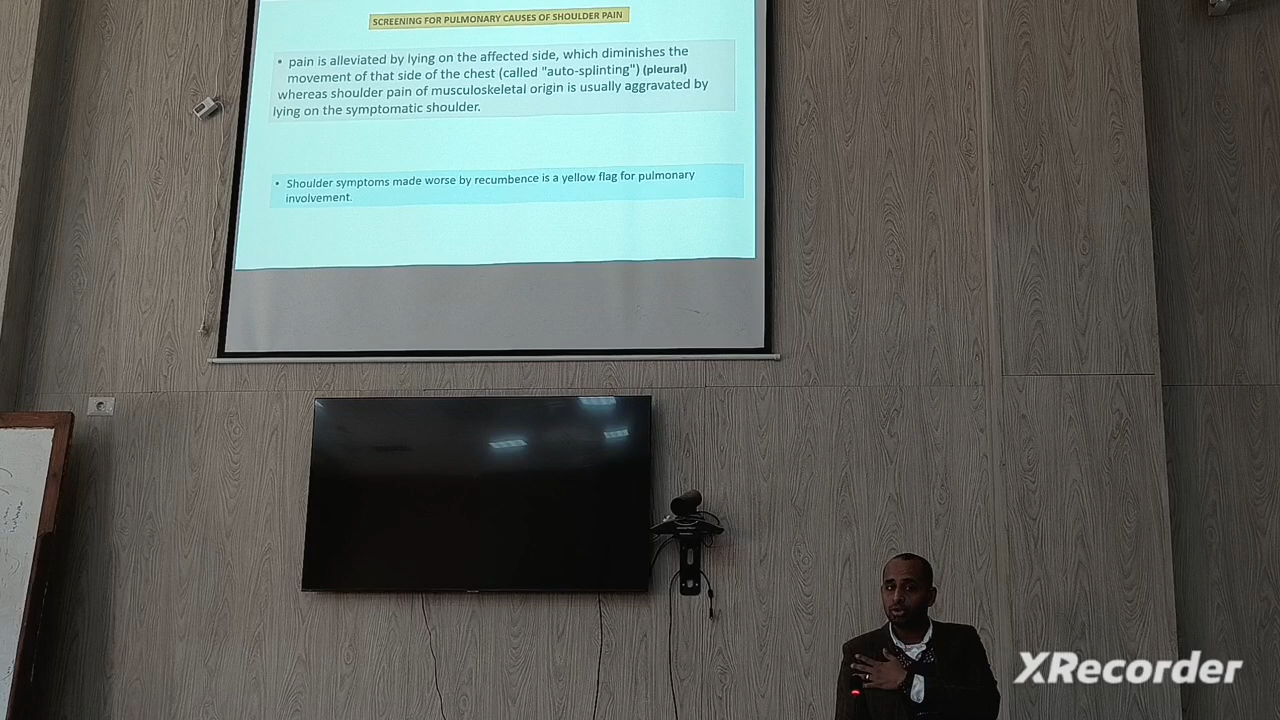 SCREENING FOR PULMONARY CAUSES OF SHOULDER PAIN
• pain is alleviated by lying on the affected side, which diminishes the
movement of that side of the chest (called "auto-splinting") (pleural)
whereas shoulder pain of musculoskeletal origin is usually aggravated by
lying on the symptomatic shoulder.
• Shoulder symptoms made worse by recumbence is a yellow flag for pulmonary
involvement.
XRecorder